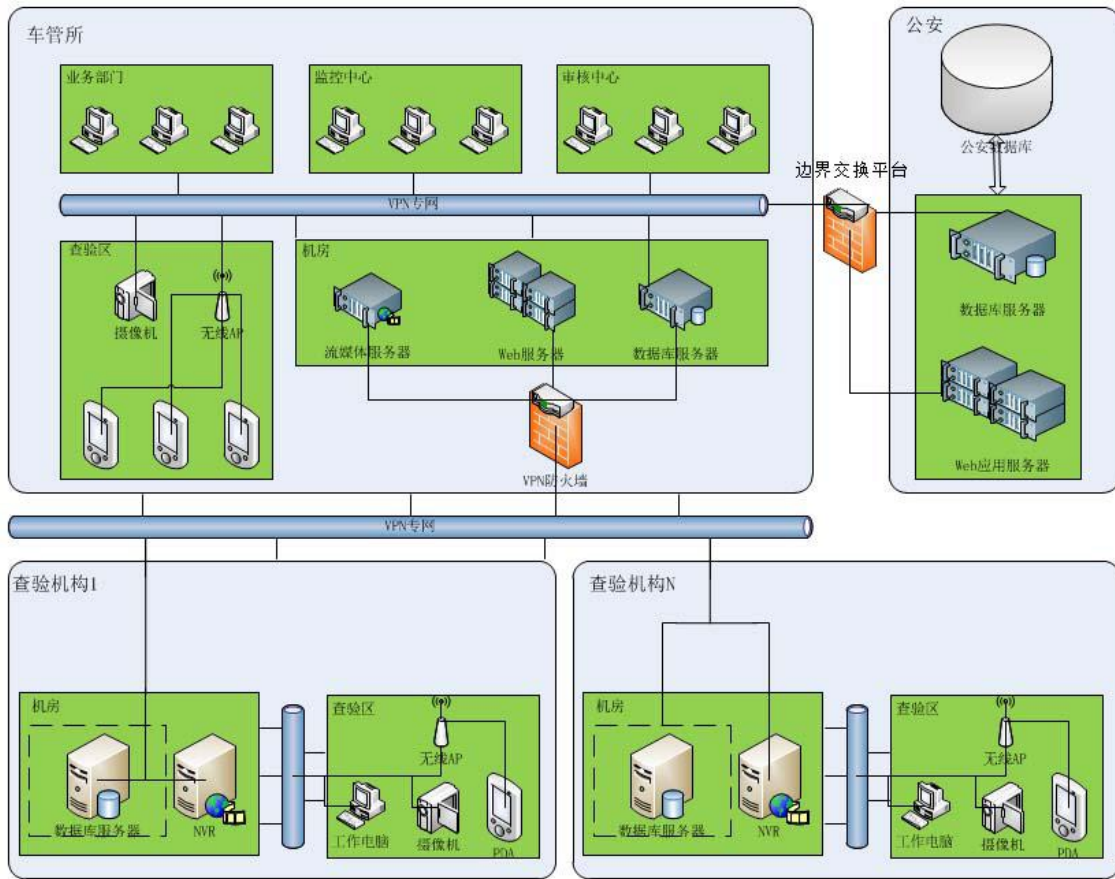 车管所
公安
业务部门
监控中心
审核中心
公安数据库
边界交换平台
VPN专网
查验区
机房
摄像机
无线AP
流媒体服务器
Web服务器
数据库服务器
数据库服务器
Web应用服务器
VPN防火墙
VPN专网
查验机构1
查验机构N
机房
查验区
无线AP
数据库服务器
NVR
工作电脑
摄像机
PDA
机房
查验区
无线AP
数据库服务器
NVR
工作电脑
摄像机
PDA